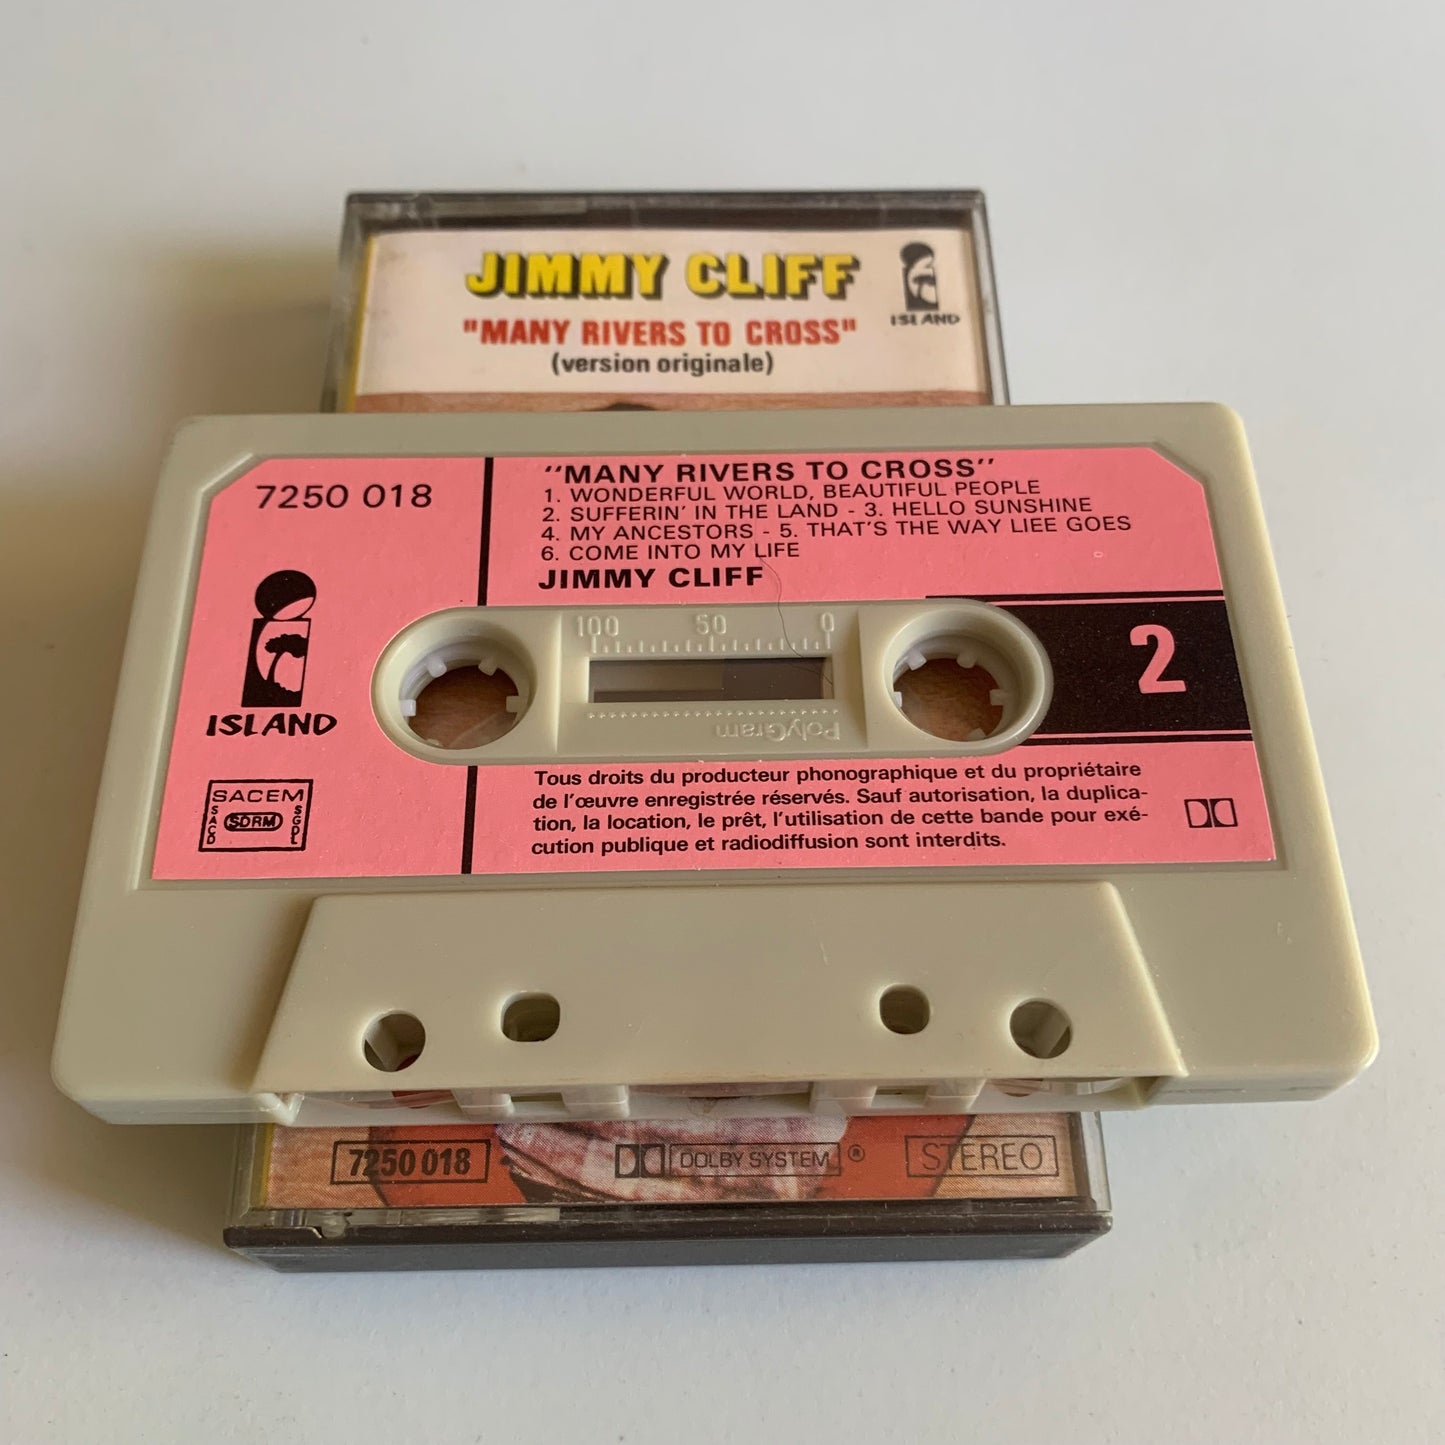 JIMMY CLIFF
"MANY RIVERS TO CROSS"
(version originale)
ISLAND
7250 018
"MANY RIVERS TO CROSS"
1. WONDERFUL WORLD, BEAUTIFUL PEOPLE
2. SUFFERIN' IN THE LAND - 3. HELLO SUNSHINE
4. MY ANCESTORS - 5. THAT'S THE WAY LIEE GOES
6. COME INTO MY LIFE
JIMMY CLIFF
100 50 0
PolyGram
2
ISLAND
SACEM
SACD
SDRM
SGDL
Tous droits du producteur phonographique et du propriétaire
de l'œuvre enregistrée réservés. Sauf autorisation, la duplica-
tion, la location, le prêt, l'utilisation de cette bande pour exé-
cution publique et radiodiffusion sont interdits.
7250 018
DOLBY SYSTEM ®
STEREO